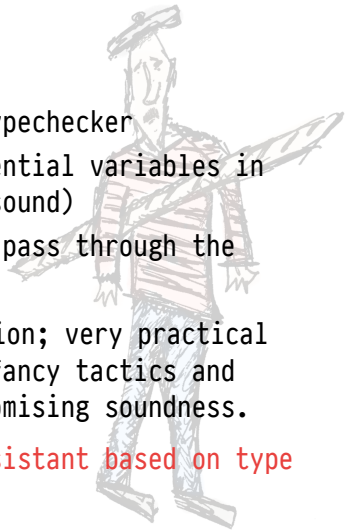 ypechecker
ential variables in
sound)
pass through the
ion; very practical
fancy tactics and
omising soundness.
sistant based on type